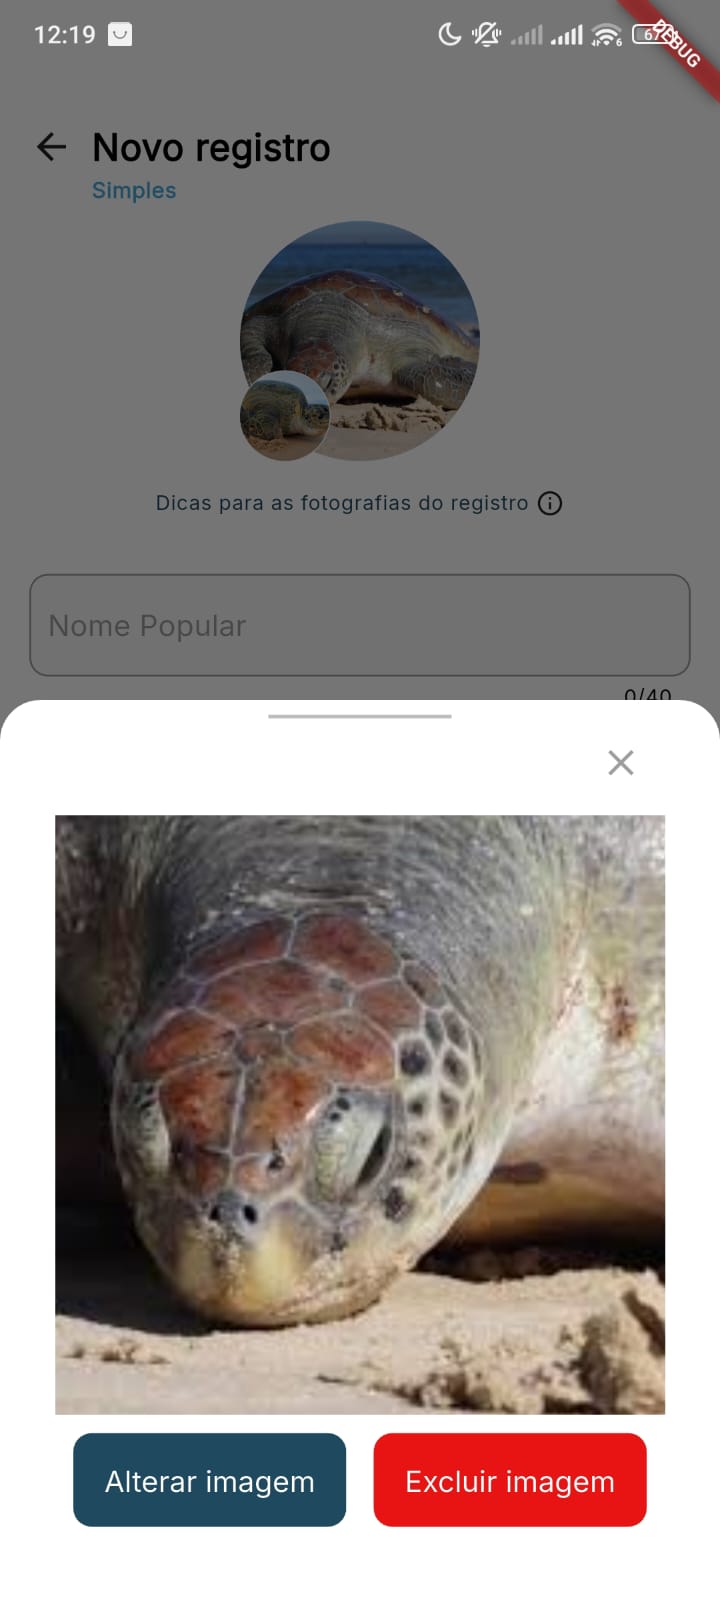 12:19
DEBUG
Novo registro
Simples
Dicas para as fotografias do registro
Nome Popular
0/40
Alterar imagem
Excluir imagem